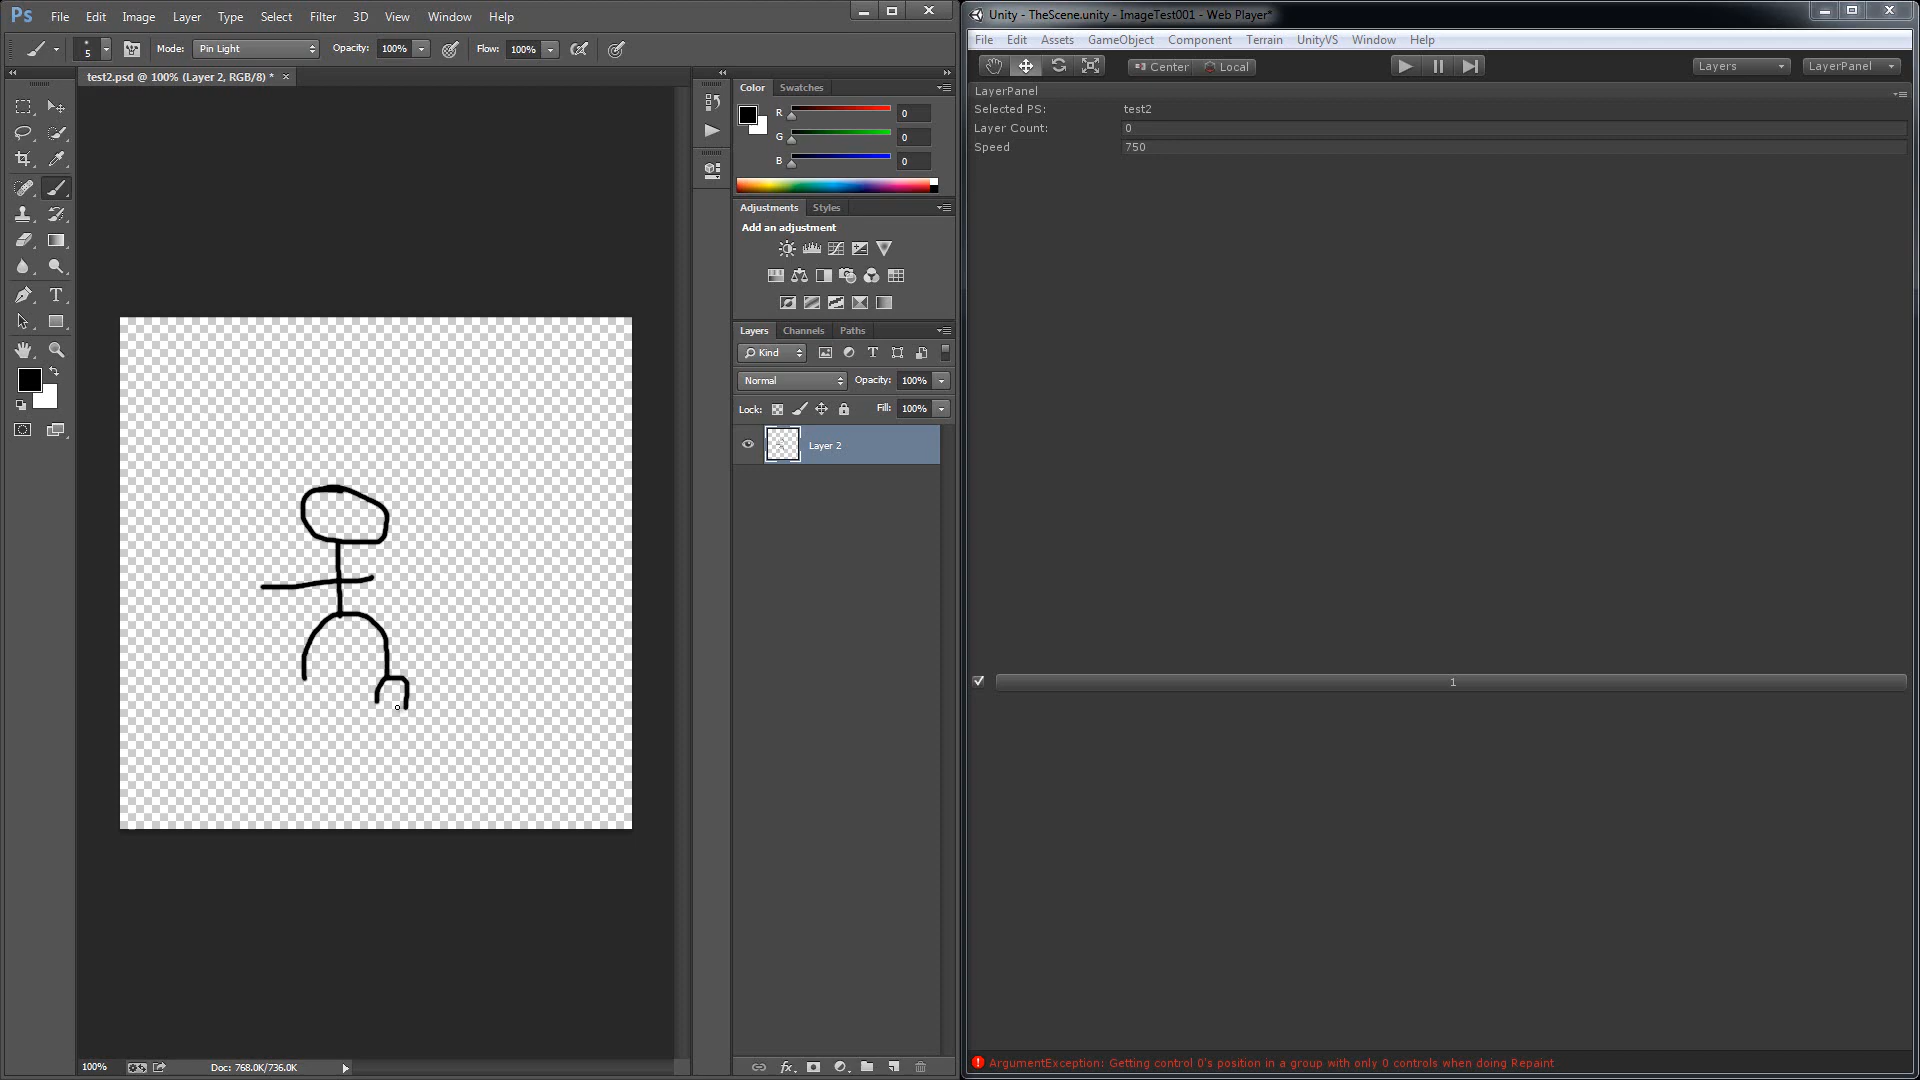 Ps File Edit Image Layer Type Select Filter 3D View Window Help
5 Mode: Pin Light Opacity: 100% Flow: 100%
test2.psd @ 100% (Layer 2, RGB/8) * ×
Color Swatches
R 0
G 0
B 0
Adjustments Styles
Add an adjustment
Layers Channels Paths
Kind
Normal Opacity: 100%
Lock: Fill: 100%
Layer 2
100% Doc: 768.0K/736.0K
fx
Unity - TheScene.unity - ImageTest001 - Web Player*
File Edit Assets GameObject Component Terrain UnityVS Window Help
Center Local Layers LayerPanel
LayerPanel
Selected PS: test2
Layer Count: 0
Speed 750
1
ArgumentException: Getting control 0's position in a group with only 0 controls when doing Repaint